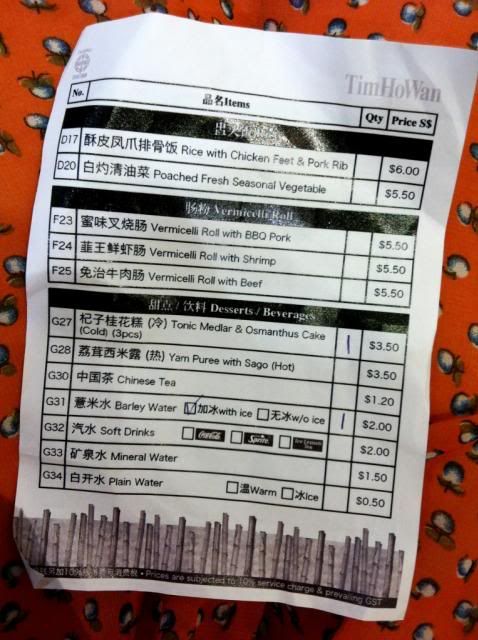 TimHoWan
No. 品名Items Qty Price S$
D17 酥皮凤爪排骨饭 Rice with Chicken Feet & Pork Rib $6.00
D20 白灼清油菜 Poached Fresh Seasonal Vegetable $5.50
肠粉 Vermicelli Roll
F23 蜜味叉烧肠 Vermicelli Roll with BBQ Pork $5.50
F24 韮王鲜虾肠 Vermicelli Roll with Shrimp $5.50
F25 免治牛肉肠 Vermicelli Roll with Beef $5.50
甜点 / 饮料 Desserts / Beverages
G27 杞子桂花糕 (冷) Tonic Medlar & Osmanthus Cake
(Cold) (3pcs) $3.50
G28 荔茸西米露 (热) Yam Puree with Sago (Hot) $3.50
G30 中国茶 Chinese Tea $1.20
G31 薏米水 Barley Water 加冰with ice 无冰w/o ice $2.00
G32 汽水 Soft Drinks Coca-Cola Sprite Ice Lemon Tea $2.00
G33 矿泉水 Mineral Water $1.50
G34 白开水 Plain Water 温Warm 冰Ice $0.50
• Prices are subjected to 10% service charge & prevailing GST